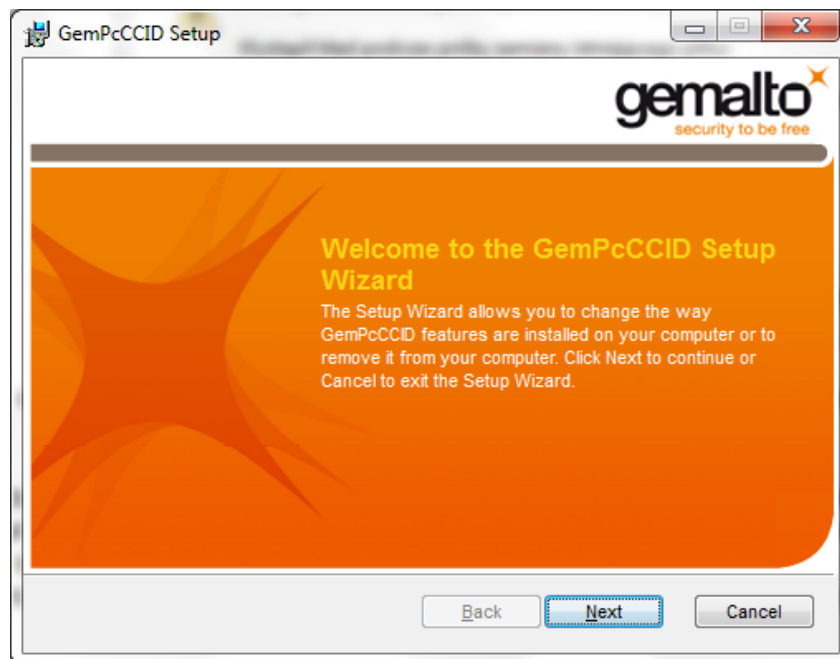 GemPcCCID Setup
gemalto
security to be free
Welcome to the GemPcCCID Setup
Wizard
The Setup Wizard allows you to change the way
GemPcCCID features are installed on your computer or to
remove it from your computer. Click Next to continue or
Cancel to exit the Setup Wizard.
Back Next Cancel